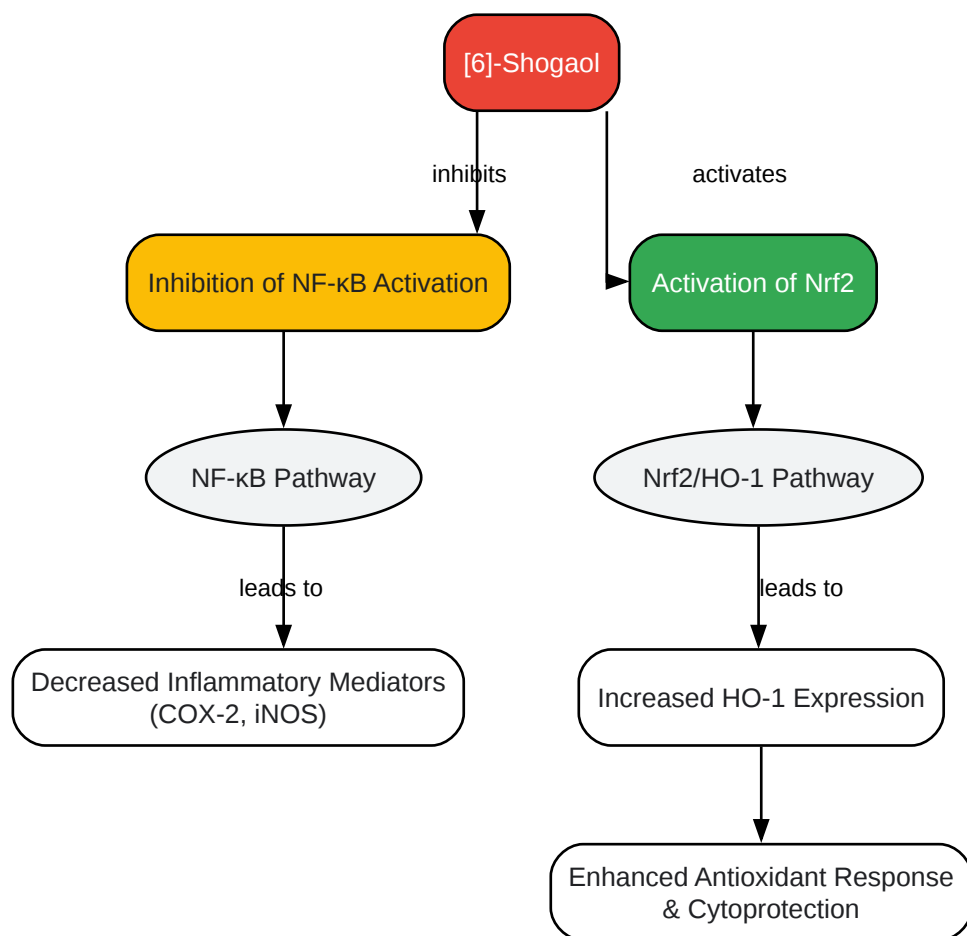 [6]-Shogaol
inhibits
activates
Inhibition of NF-κB Activation
Activation of Nrf2
NF-κB Pathway
Nrf2/HO-1 Pathway
leads to
leads to
Decreased Inflammatory Mediators
(COX-2, iNOS)
Increased HO-1 Expression
Enhanced Antioxidant Response
& Cytoprotection